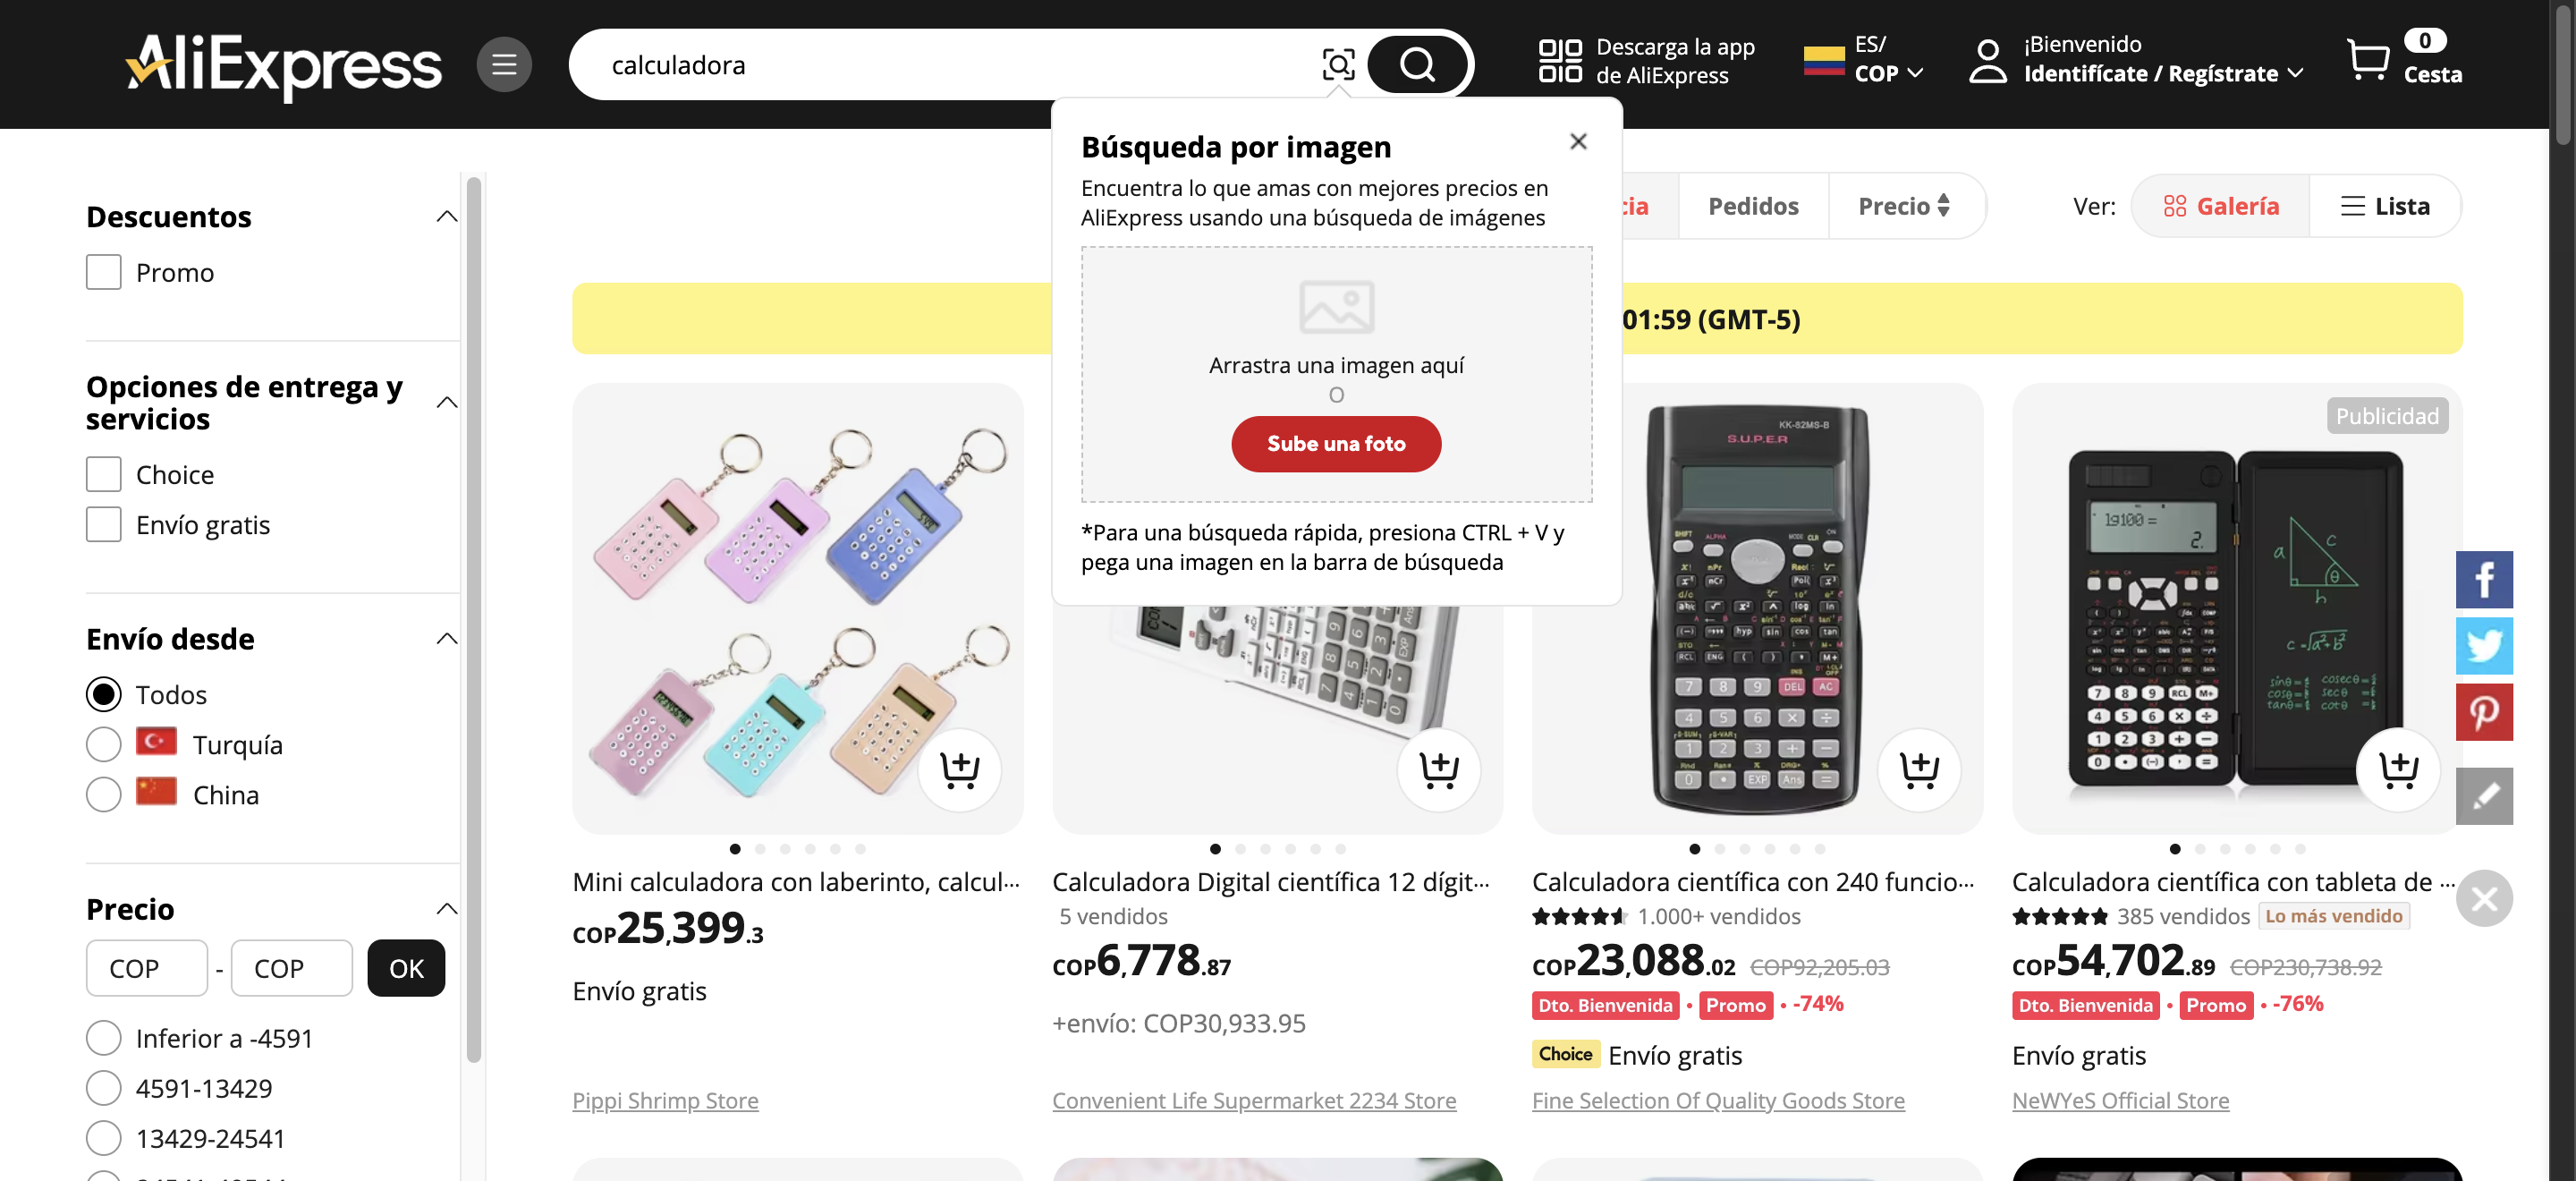 AliExpress
calculadora
Descarga la app
de AliExpress
ES/
COP
¡Bienvenido
Identifícate / Regístrate
0
Cesta
Búsqueda por imagen
Encuentra lo que amas con mejores precios en
AliExpress usando una búsqueda de imágenes
Arrastra una imagen aquí
O
Sube una foto
*Para una búsqueda rápida, presiona CTRL + V y
pega una imagen en la barra de búsqueda
Descuentos
Promo
Opciones de entrega y
servicios
Choice
Envío gratis
Envío desde
Todos
Turquía
China
Precio
COP - COP OK
Inferior a -4591
4591-13429
13429-24541
cia
Pedidos
Precio
Ver:
Galería
Lista
01:59 (GMT-5)
Mini calculadora con laberinto, calcul...
COP25,399.3
Envío gratis
Pippi Shrimp Store
Calculadora Digital científica 12 dígit...
5 vendidos
COP6,778.87
+envío: COP30,933.95
Convenient Life Supermarket 2234 Store
KK-82MS-B
S.U.P.E.R
Calculadora científica con 240 funcio...
1.000+ vendidos
COP23,088.02 COP92,205.03
Dto. Bienvenida • Promo • -74%
Choice Envío gratis
Fine Selection Of Quality Goods Store
Publicidad
Calculadora científica con tableta de ...
385 vendidos Lo más vendido
COP54,702.89 COP230,738.92
Dto. Bienvenida • Promo • -76%
Envío gratis
NeWYeS Official Store